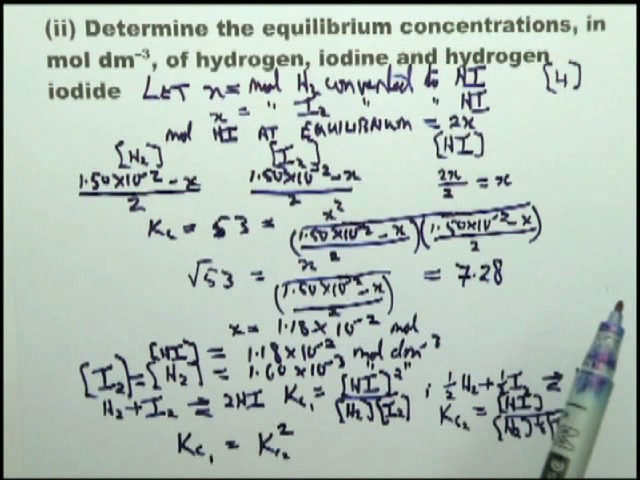 (ii) Determine the equilibrium concentrations, in
mol dm⁻³, of hydrogen, iodine and hydrogen
iodide LET x = mol H₂ converted to HI [4]
x = " I₂ " " HI
mol HI AT EQUILIBRIUM = 2x
[H₂] [I₂] [HI]
(1.50×10⁻² - x)/2 (1.50×10⁻² - x)/2 2x/2 = x
Kc = 53 = x²/((1.50×10⁻² - x)/2)((1.50×10⁻² - x)/2)
√53 = x/((1.50×10⁻² - x)/2) = 7.28
x = 1.18×10⁻² mol
[HI] = 1.18×10⁻² mol dm⁻³
[I₂] = [H₂] = 1.60×10⁻³
H₂ + I₂ ⇌ 2HI Kc₁ = [HI]²/[H₂][I₂] ; ½H₂ + ½I₂ ⇌
Kc₂ = [HI]/[H₂]½[
Kc₁ = Kc₂²